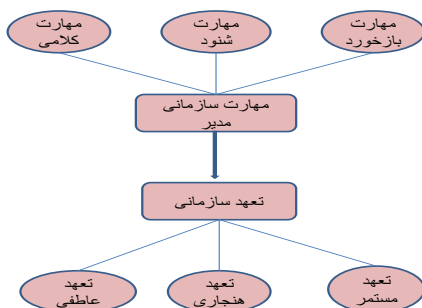 مهارت
بازخورد
مهارت
شنود
مهارت
کلامی
مهارت سازمانی
مدیر
تعهد سازمانی
تعهد
مستمر
تعهد
هنجاری
تعهد
عاطفی